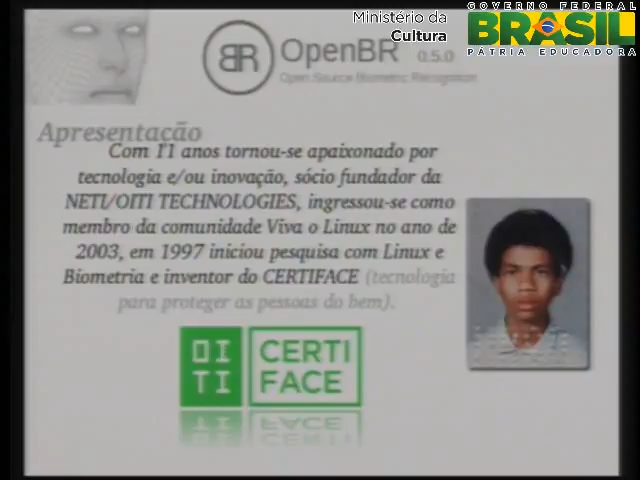 Ministério da
Cultura
GOVERNO FEDERAL
BRASIL
PÁTRIA EDUCADORA
BR
OpenBR 0.5.0
Open Source Biometric Recognition
Apresentação
Com 11 anos tornou-se apaixonado por
tecnologia e/ou inovação, sócio fundador da
NETI/OITI TECHNOLOGIES, ingressou-se como
membro da comunidade Viva o Linux no ano de
2003, em 1997 iniciou pesquisa com Linux e
Biometria e inventor do CERTIFACE (tecnologia
para proteger as pessoas do bem).
OI
TI
CERTI
FACE